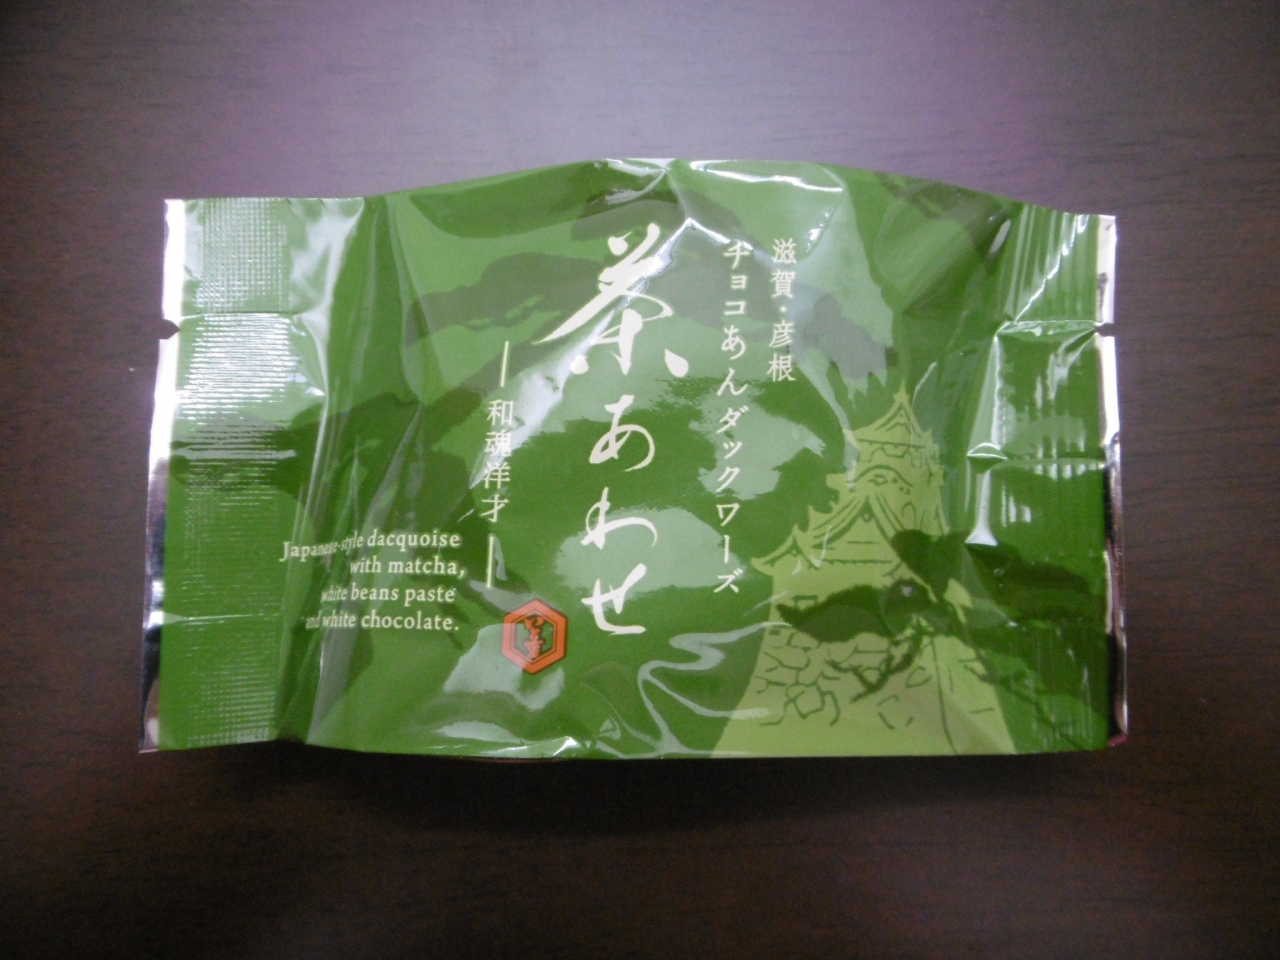 滋賀・彦根
チョコあんダックワーズ
茶あわせ
和魂洋才
Japanese-style dacquoise
with matcha,
white beans paste
and white chocolate.